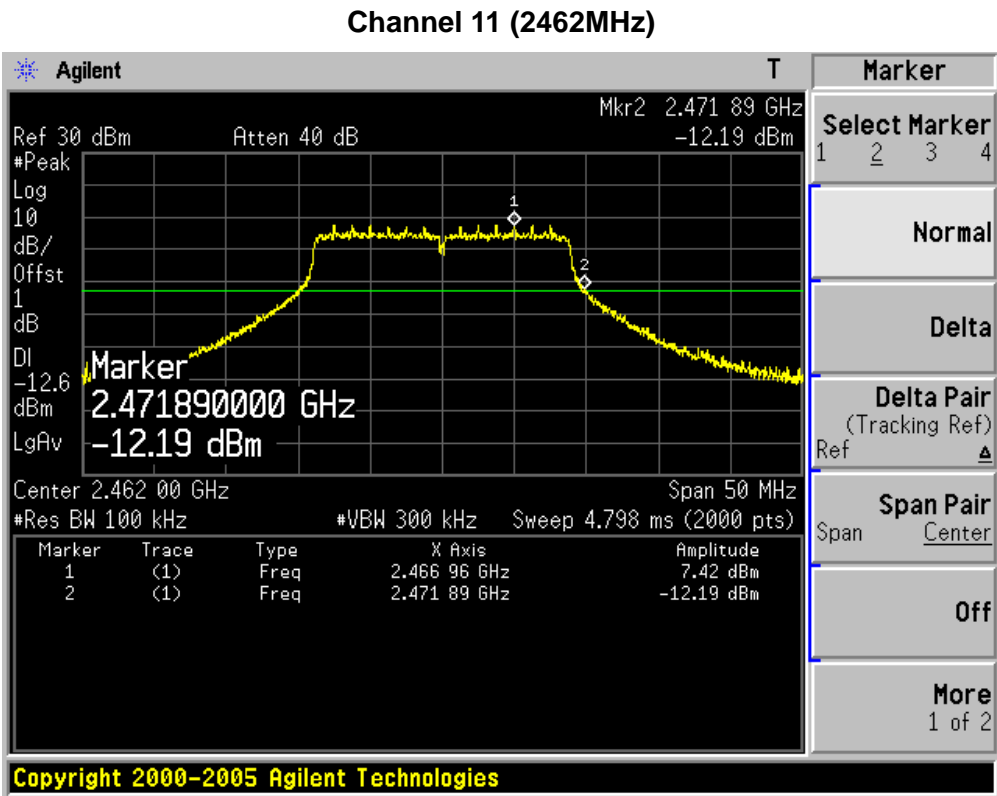 Channel 11 (2462MHz)
Agilent T
Mkr2 2.471 89 GHz
Ref 30 dBm Atten 40 dB -12.19 dBm
#Peak
Log
10
dB/
Offst
1
dB
DI
-12.6
dBm
LgAv
1
2
Marker
2.471890000 GHz
-12.19 dBm
Center 2.462 00 GHz Span 50 MHz
#Res BW 100 kHz #VBW 300 kHz Sweep 4.798 ms (2000 pts)
Marker Trace Type X Axis Amplitude
1 (1) Freq 2.466 96 GHz 7.42 dBm
2 (1) Freq 2.471 89 GHz -12.19 dBm
Marker
Select Marker
1 2 3 4
Normal
Delta
Delta Pair
(Tracking Ref)
Ref Δ
Span Pair
Span Center
Off
More
1 of 2
Copyright 2000-2005 Agilent Technologies